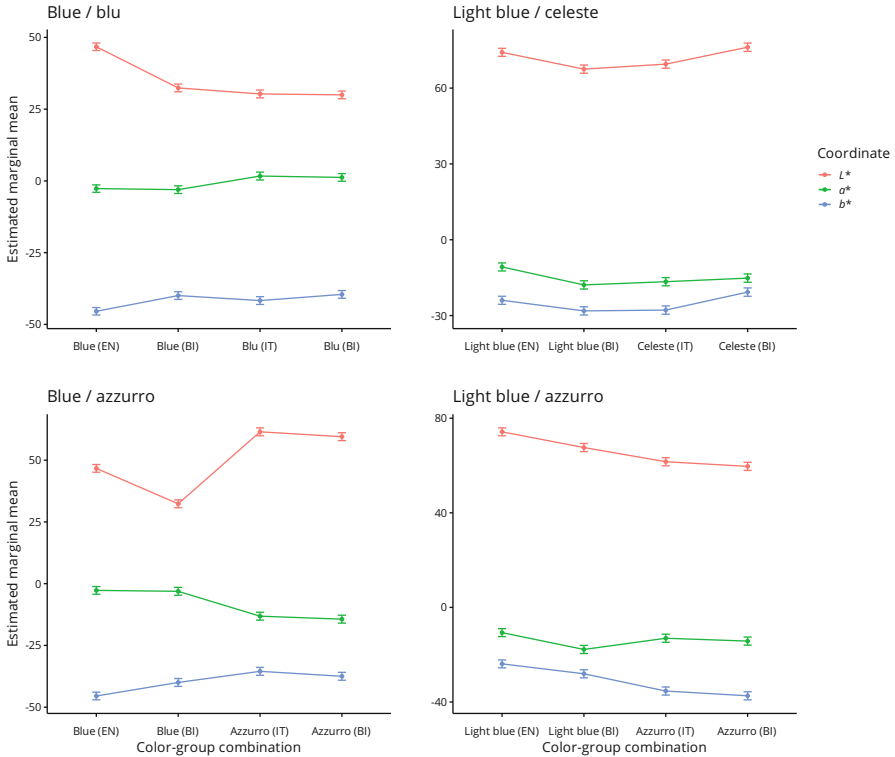 Blue / blu
Light blue / celeste
Estimated marginal mean
50
25
0
-25
-50
Blue (EN) Blue (BI) Blu (IT) Blu (BI)
60
30
0
-30
Light blue (EN) Light blue (BI) Celeste (IT) Celeste (BI)
Coordinate
L*
a*
b*
Blue / azzurro
Light blue / azzurro
Estimated marginal mean
50
25
0
-25
-50
Blue (EN) Blue (BI) Azzurro (IT) Azzurro (BI)
Color-group combination
80
40
0
-40
Light blue (EN) Light blue (BI) Azzurro (IT) Azzurro (BI)
Color-group combination